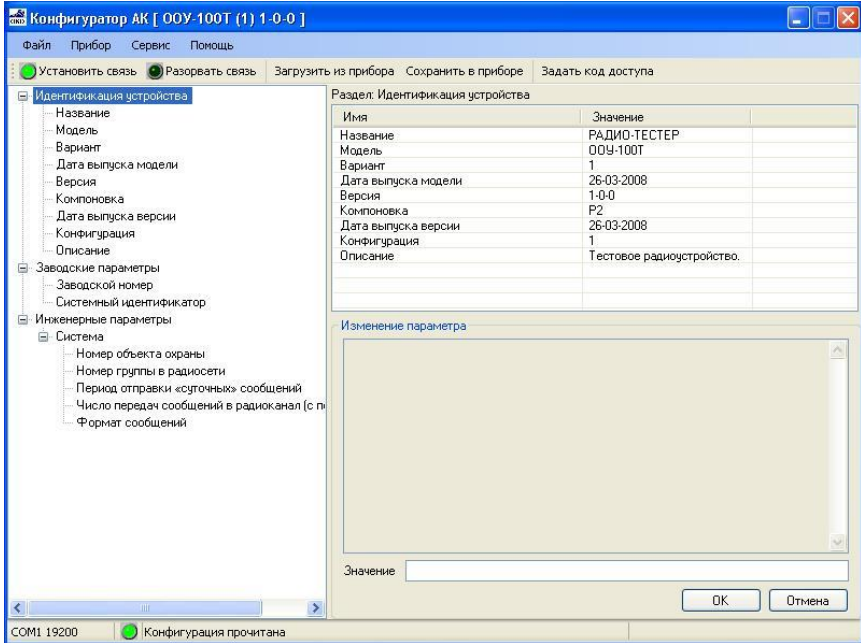 Конфигуратор АК [ ООУ-100Т (1) 1-0-0 ]
Файл Прибор Сервис Помощь
Установить связь Разорвать связь Загрузить из прибора Сохранить в приборе Задать код доступа
Идентификация устройства
Название
Модель
Вариант
Дата выпуска модели
Версия
Компоновка
Дата выпуска версии
Конфигурация
Описание
Заводские параметры
Заводской номер
Системный идентификатор
Инженерные параметры
Система
Номер объекта охраны
Номер группы в радиосети
Период отправки «суточных» сообщений
Число передач сообщений в радиоканал (с п
Формат сообщений
Раздел: Идентификация устройства
Имя Значение
Название РАДИО-ТЕСТЕР
Модель ООУ-100Т
Вариант 1
Дата выпуска модели 26-03-2008
Версия 1-0-0
Компоновка P2
Дата выпуска версии 26-03-2008
Конфигурация 1
Описание Тестовое радиоустройство.
Изменение параметра
Значение
OK Отмена
COM1 19200 Конфигурация прочитана